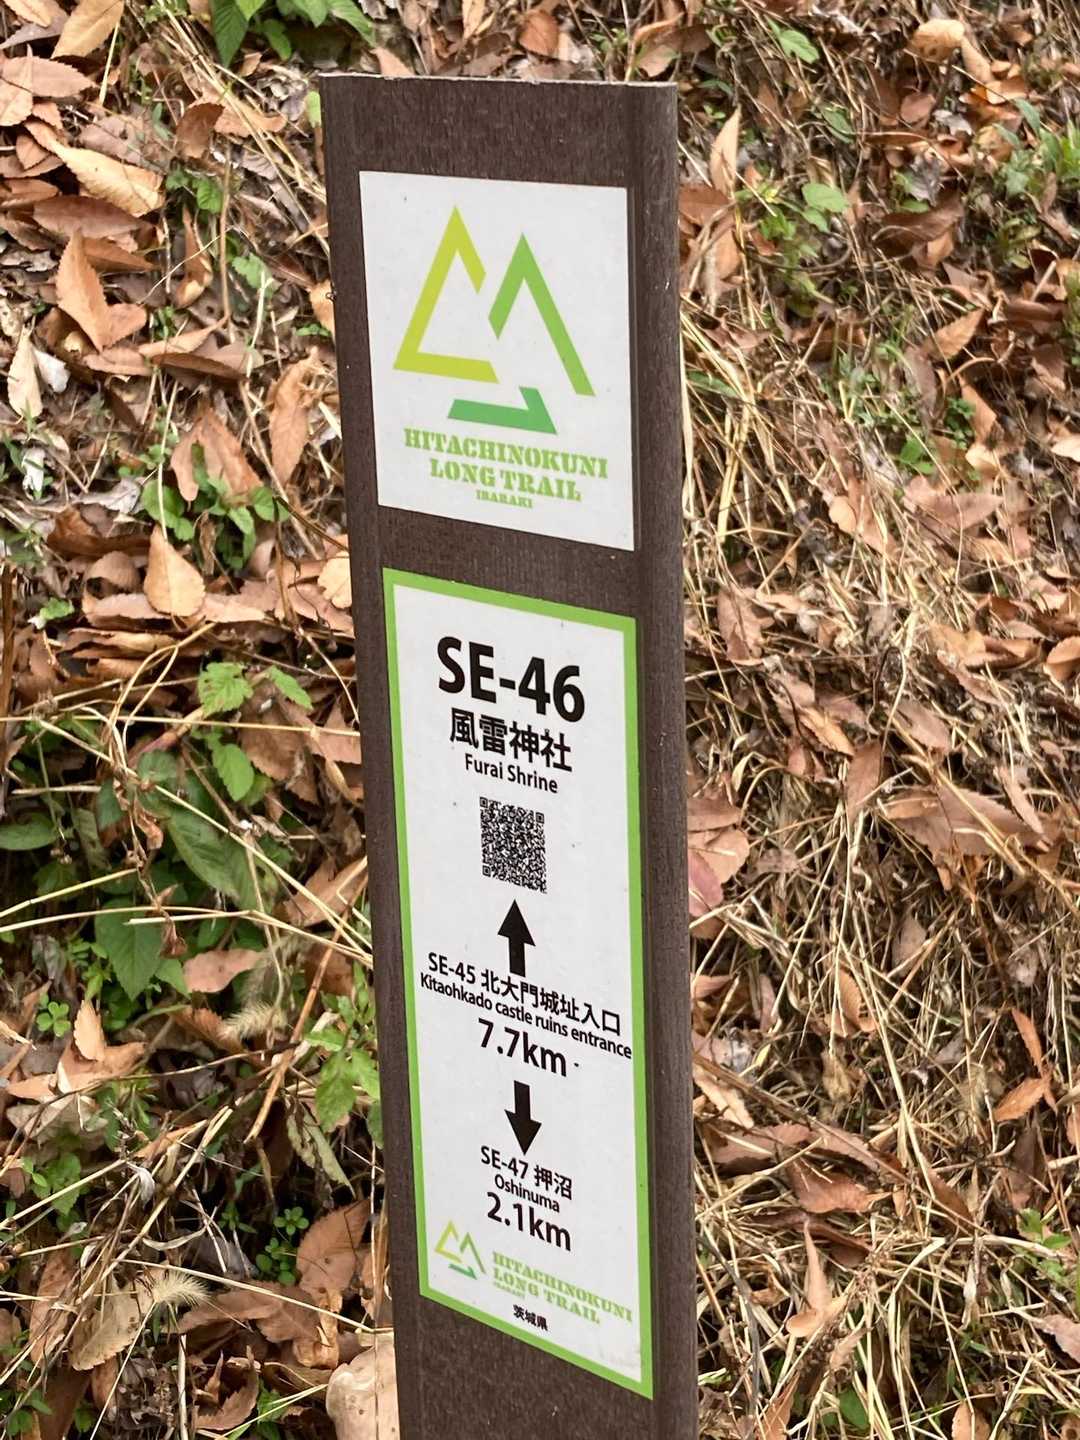 HITACHINOKUNI
LONG TRAIL
IBARAKI
SE-46
風雷神社
Furai Shrine
SE-45 北大門城址入口
Kitaohkado castle ruins entrance
7.7km
SE-47 押沼
Oshinuma
2.1km
HITACHINOKUNI
LONG TRAIL
IBARAKI
茨城県